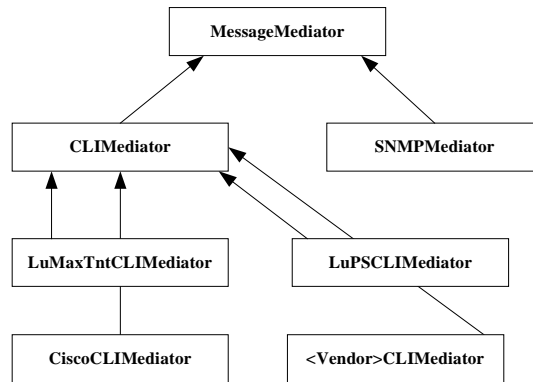 MessageMediator
CLIMediator
SNMPMediator
LuMaxTntCLIMediator
LuPSCLIMediator
CiscoCLIMediator
<Vendor>CLIMediator